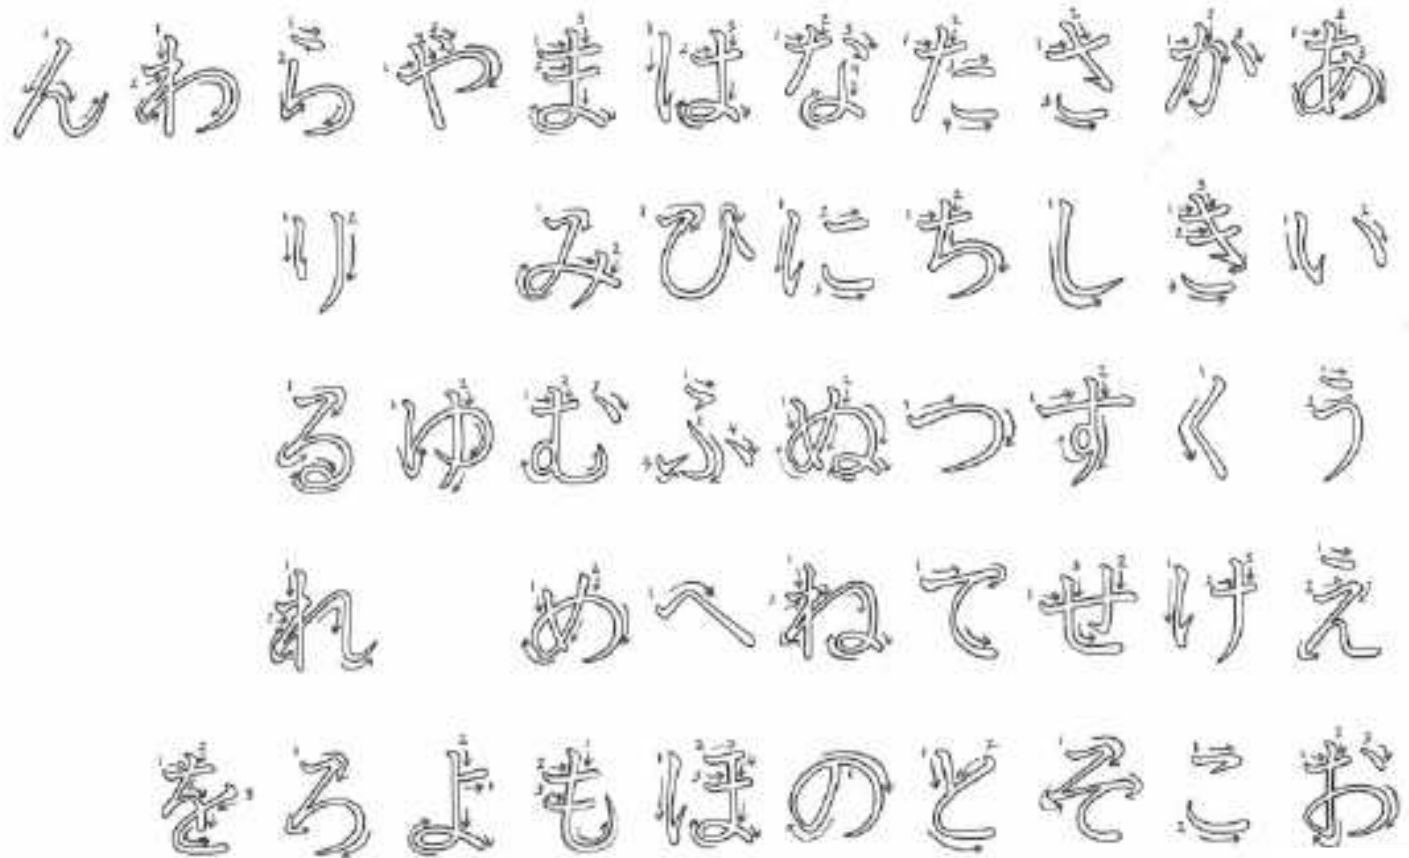 んわらやまはなたさかあ
りみひにちしきい
るゆむふぬつすくう
れめへねてせけえ
をろよもほのとそこお